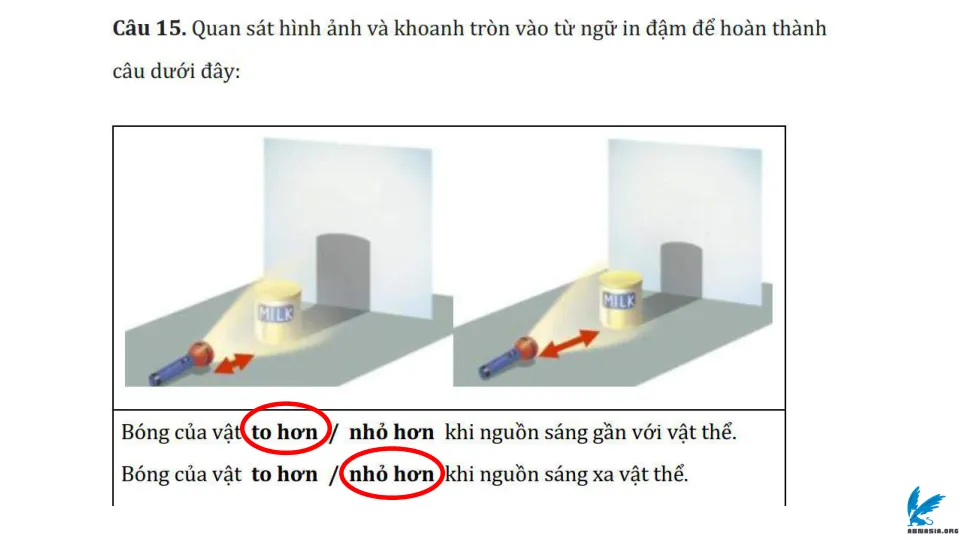 Câu 15. Quan sát hình ảnh và khoanh tròn vào từ ngữ in đậm để hoàn thành
câu dưới đây:
MILK
MILK
Bóng của vật to hơn / nhỏ hơn khi nguồn sáng gần với vật thể.
Bóng của vật to hơn / nhỏ hơn khi nguồn sáng xa vật thể.
ABNASIA.ORG